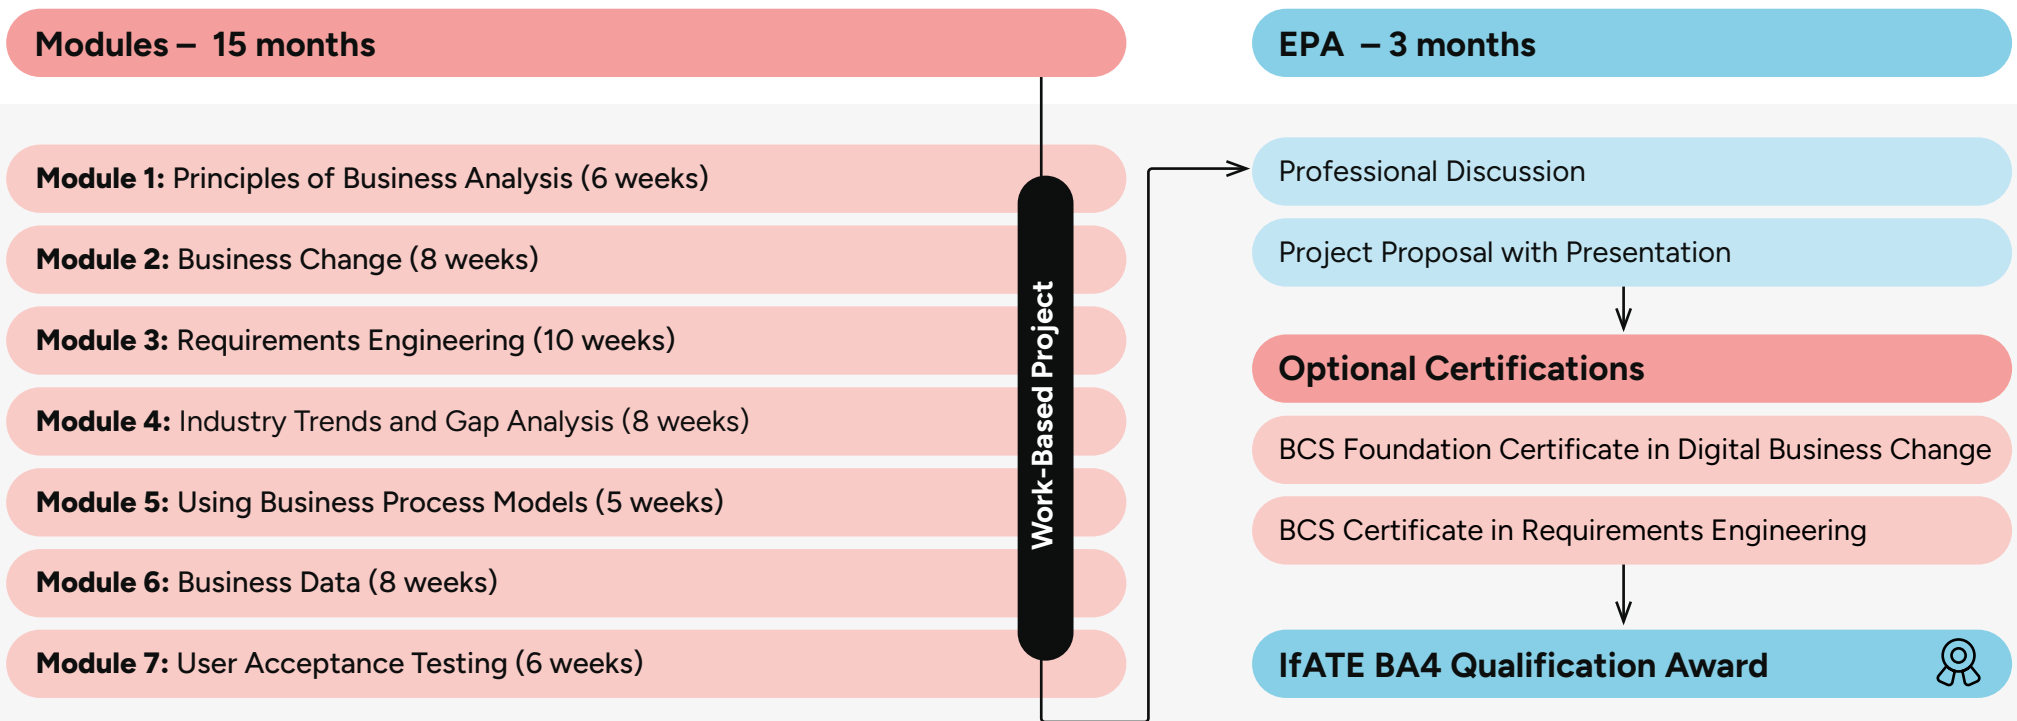 Modules – 15 months
Module 1: Principles of Business Analysis (6 weeks)
Module 2: Business Change (8 weeks)
Module 3: Requirements Engineering (10 weeks)
Module 4: Industry Trends and Gap Analysis (8 weeks)
Module 5: Using Business Process Models (5 weeks)
Module 6: Business Data (8 weeks)
Module 7: User Acceptance Testing (6 weeks)
Work-Based Project
EPA – 3 months
Professional Discussion
Project Proposal with Presentation
Optional Certifications
BCS Foundation Certificate in Digital Business Change
BCS Certificate in Requirements Engineering
IfATE BA4 Qualification Award